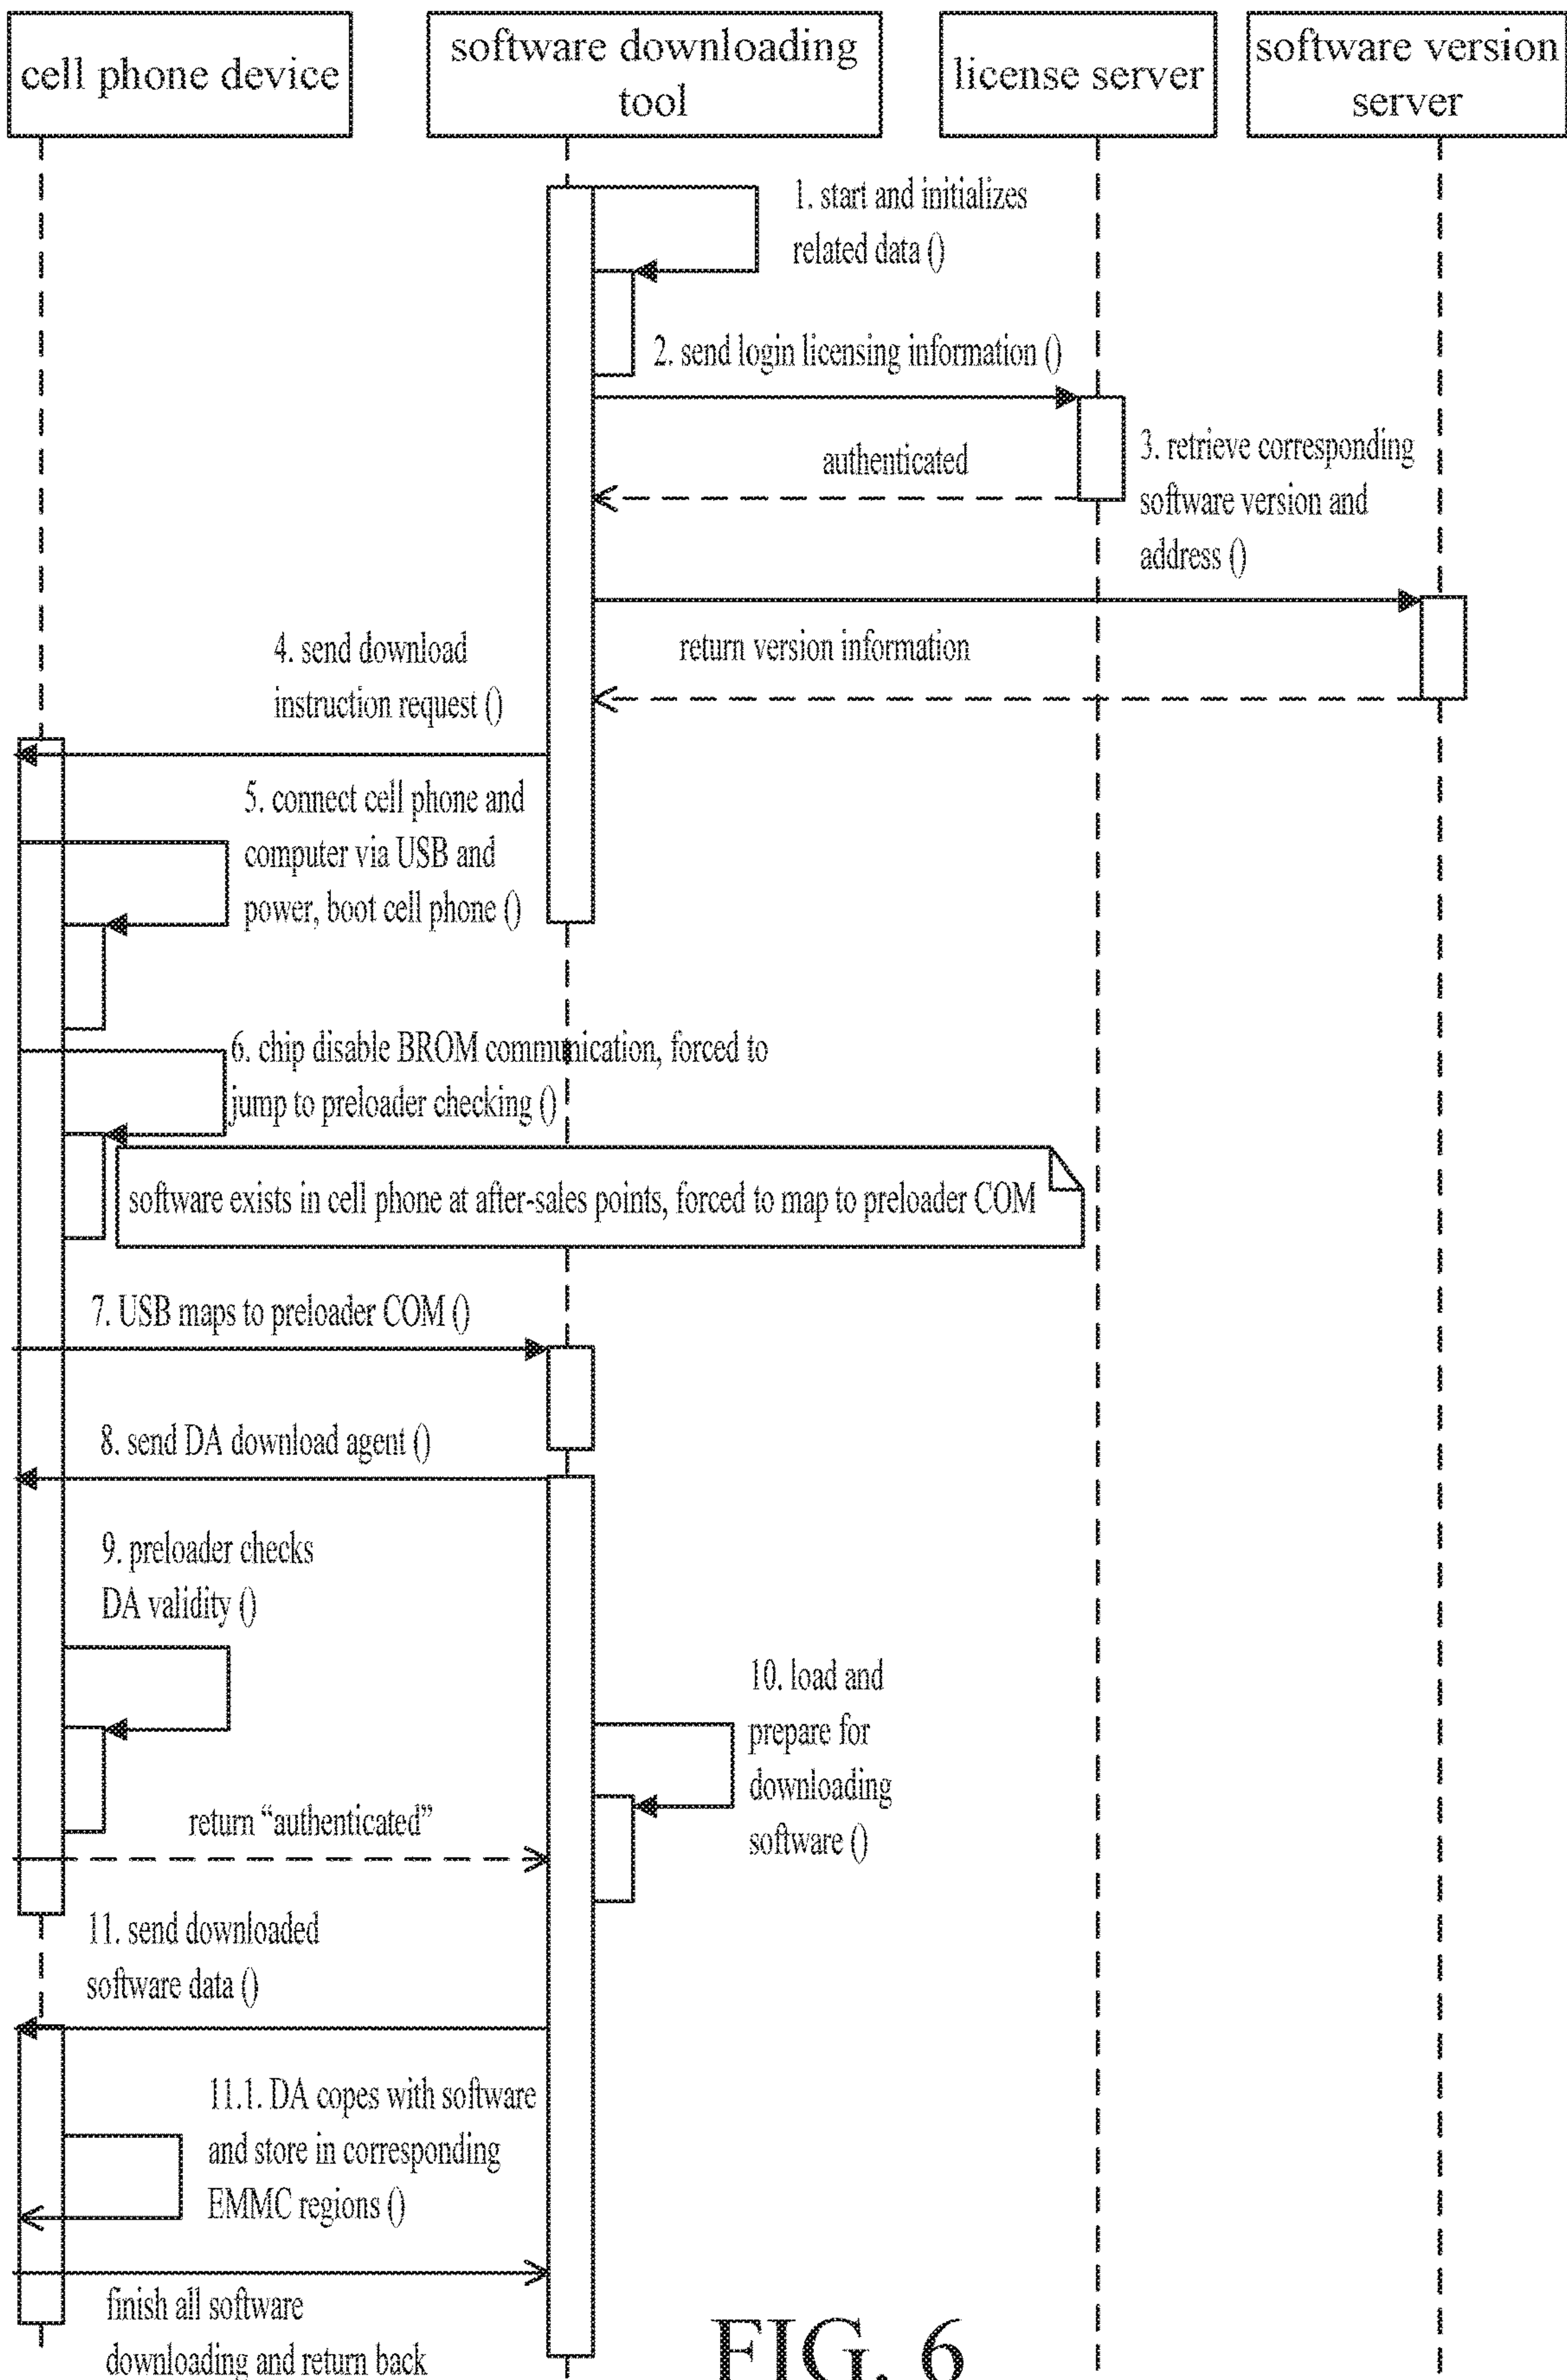 cell phone device
software downloading
tool
license server
software version
server
1. start and initializes
related data ()
2. send login licensing information ()
authenticated
3. retrieve corresponding
software version and
address ()
return version information
4. send download
instruction request ()
5. connect cell phone and
computer via USB and
power, boot cell phone ()
6. chip disable BROM communication, forced to
jump to preloader checking ()
software exists in cell phone at after-sales points, forced to map to preloader COM
7. USB maps to preloader COM ()
8. send DA download agent ()
9. preloader checks
DA validity ()
10. load and
prepare for
downloading
software ()
return “authenticated”
11. send downloaded
software data ()
11.1. DA copes with software
and store in corresponding
EMMC regions ()
finish all software
downloading and return back
FIG. 6